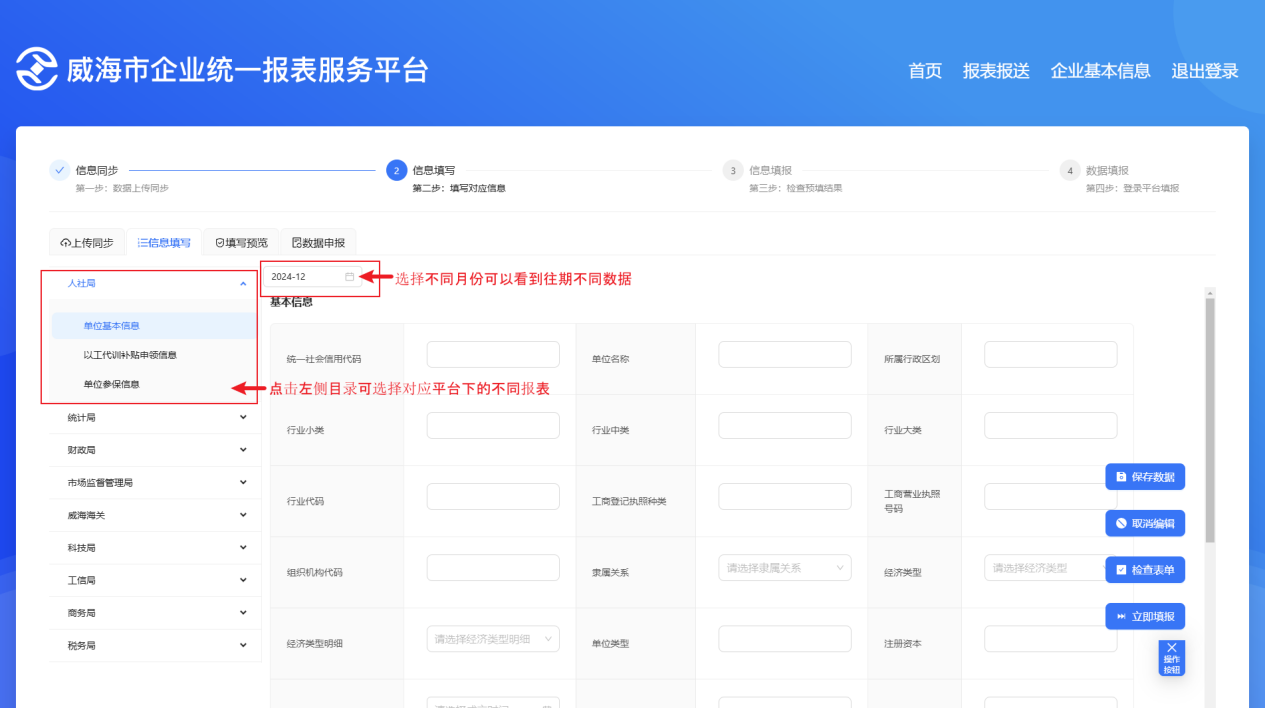 威海市企业统一报表服务平台
首页 报表报送 企业基本信息 退出登录
信息同步
第一步：数据上传同步
2 信息填写
第二步：填写对应信息
3 信息填报
第三步：检查预填结果
4 数据填报
第四步：登录平台填报
上传同步 信息填写 填写预览 数据申报
人社局
单位基本信息
以工代训补贴申领信息
单位参保信息
统计局
财政局
市场监督管理局
威海海关
科技局
工信局
商务局
税务局
2024-12
选择不同月份可以看到往期不同数据
点击左侧目录可选择对应平台下的不同报表
基本信息
统一社会信用代码 单位名称 所属行政区划
行业小类 行业中类 行业大类
行业代码 工商登记执照种类 工商营业执照
号码
组织机构代码 隶属关系 请选择隶属关系 经济类型 请选择经济类型
经济类型明细 请选择经济类型明细 单位类型 注册资本
保存数据
取消编辑
检查表单
立即填报
操作
按钮